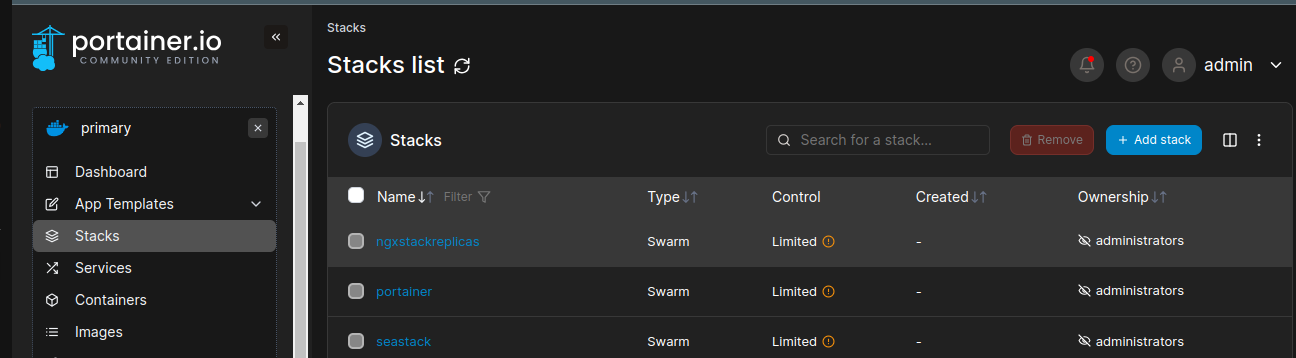 portainer.io
COMMUNITY EDITION
primary
Dashboard
App Templates
Stacks
Services
Containers
Images
Stacks
Stacks list
admin
Stacks
Search for a stack...
Remove
+ Add stack
Name Filter Type Control Created Ownership
ngxstackreplicas Swarm Limited - administrators
portainer Swarm Limited - administrators
seastack Swarm Limited - administrators